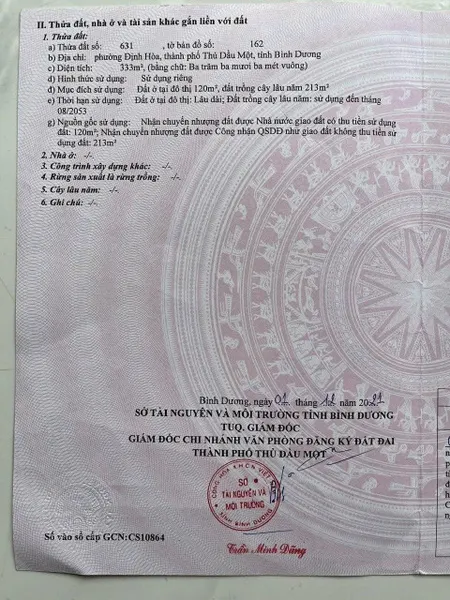 II. Thửa đất, nhà ở và tài sản khác gắn liền với đất
1. Thửa đất:
a) Thửa đất số: 631 , tờ bản đồ số: 162
b) Địa chỉ: phường Định Hòa, thành phố Thủ Dầu Một, tỉnh Bình Dương
c) Diện tích: 333m², (bằng chữ: Ba trăm ba mươi ba mét vuông)
d) Hình thức sử dụng: Sử dụng riêng
đ) Mục đích sử dụng: Đất ở tại đô thị 120m², đất trồng cây lâu năm 213m²
e) Thời hạn sử dụng: Đất ở tại đô thị: Lâu dài; Đất trồng cây lâu năm: sử dụng đến tháng
08/2053
g) Nguồn gốc sử dụng: Nhận chuyển nhượng đất được Nhà nước giao đất có thu tiền sử dụng
đất: 120m²; Nhận chuyển nhượng đất được Công nhận QSDĐ như giao đất không thu tiền sử
dụng đất: 213m²
2. Nhà ở: -/-
3. Công trình xây dựng khác: -/-
4. Rừng sản xuất là rừng trồng: -/-
5. Cây lâu năm: -/-
6. Ghi chú: -/-
Bình Dương, ngày 01 tháng 12 năm 2021
SỞ TÀI NGUYÊN VÀ MÔI TRƯỜNG TỈNH BÌNH DƯƠNG
TUQ. GIÁM ĐỐC
GIÁM ĐỐC CHI NHÁNH VĂN PHÒNG ĐĂNG KÝ ĐẤT ĐAI
THÀNH PHỐ THỦ DẦU MỘT
SỞ
TÀI NGUYÊN VÀ
MÔI TRƯỜNG
TỈNH BÌNH DƯƠNG
Số vào sổ cấp GCN:CS10864
Trần Minh Dũng